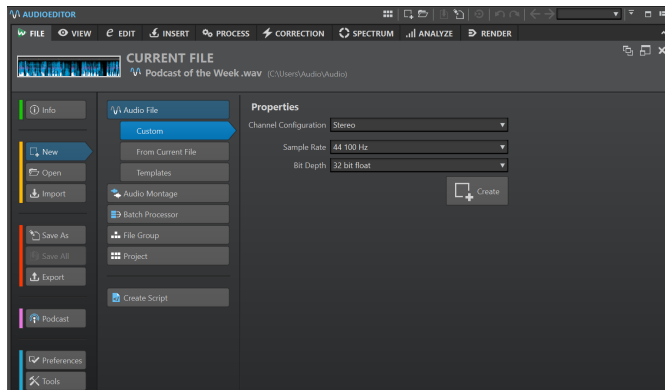 AUDIOEDITOR
FILE VIEW EDIT INSERT PROCESS CORRECTION SPECTRUM ANALYZE RENDER
CURRENT FILE
Podcast of the Week.wav (C:\Users\Audio\Audio)
Info
New
Open
Import
Save As
Save All
Export
Podcast
Preferences
Tools
Audio File
Custom
From Current File
Templates
Audio Montage
Batch Processor
File Group
Project
Create Script
Properties
Channel Configuration Stereo
Sample Rate 44 100 Hz
Bit Depth 32 bit float
Create